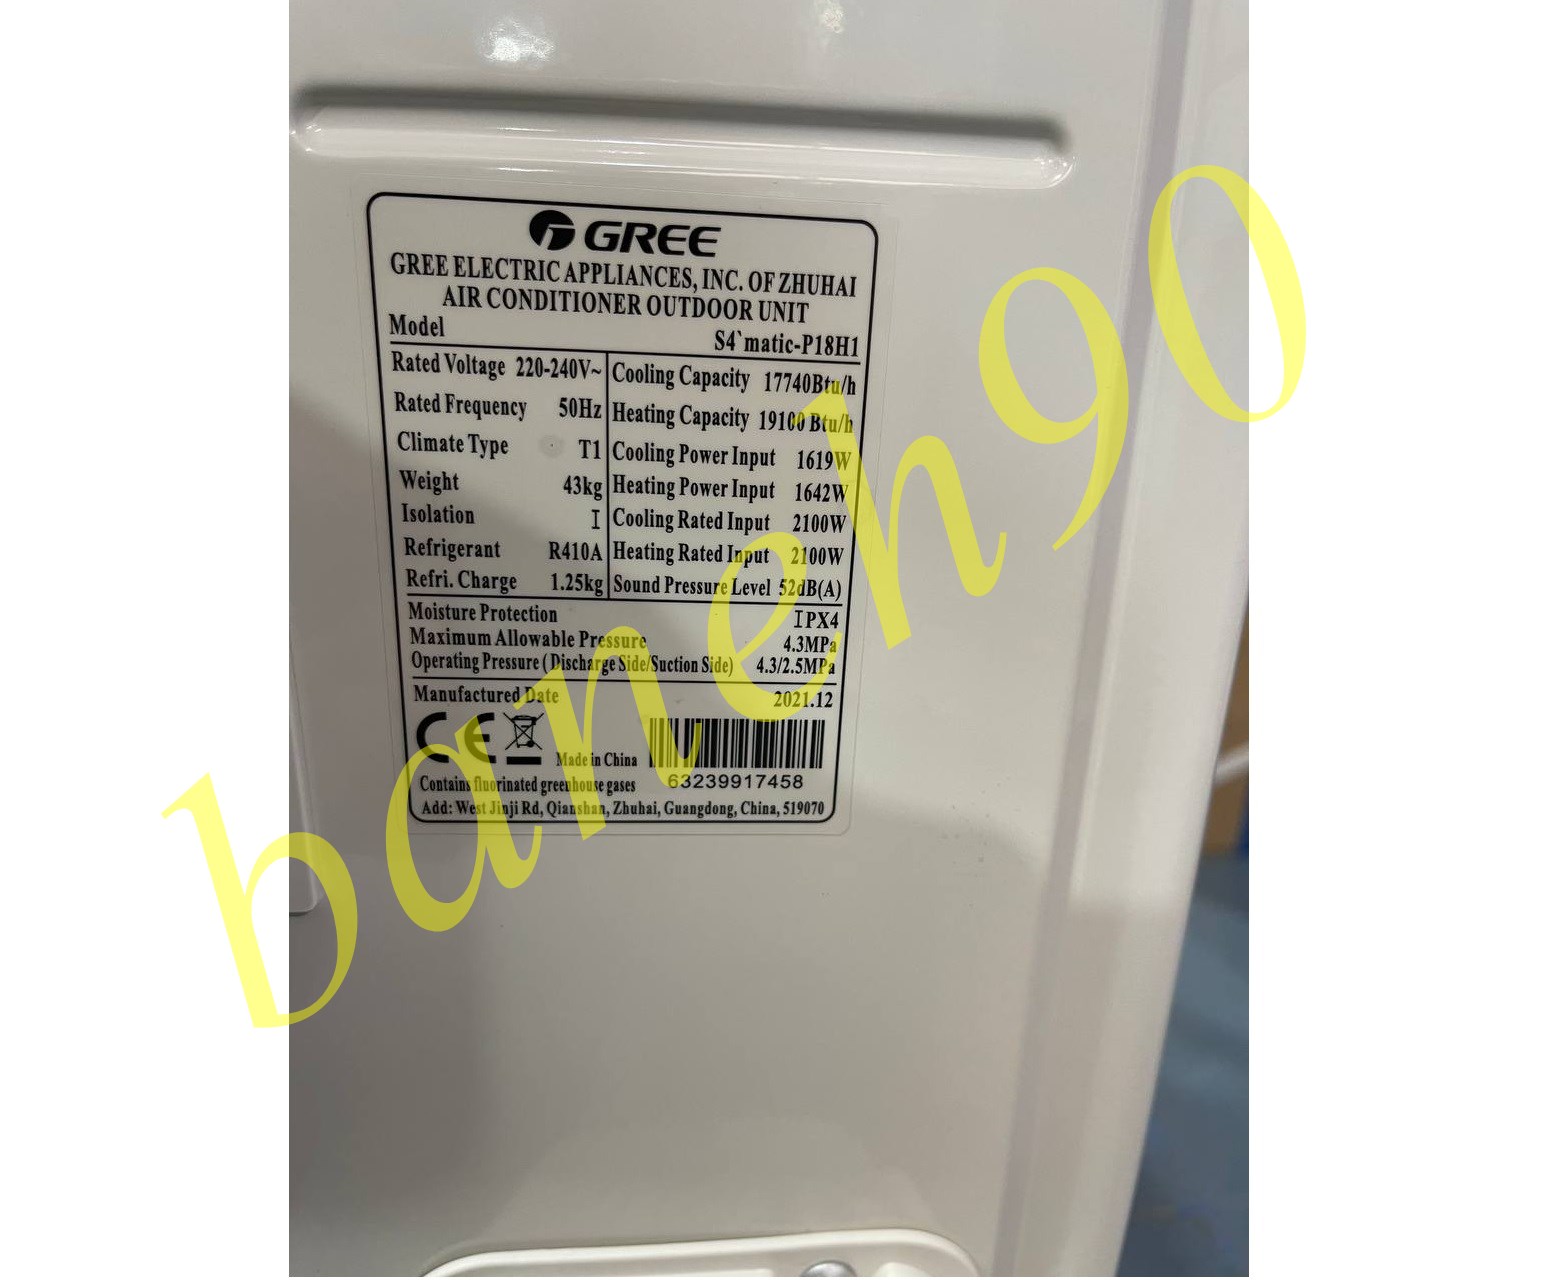 GREE
GREE ELECTRIC APPLIANCES, INC. OF ZHUHAI
AIR CONDITIONER OUTDOOR UNIT
Model S4`matic-P18H1
Rated Voltage 220-240V~ Cooling Capacity 17740Btu/h
Rated Frequency 50Hz Heating Capacity 19100 Btu/h
Climate Type T1 Cooling Power Input 1619W
Weight 43kg Heating Power Input 1642W
Isolation I Cooling Rated Input 2100W
Refrigerant R410A Heating Rated Input 2100W
Refri. Charge 1.25kg Sound Pressure Level 52dB(A)
Moisture Protection IPX4
Maximum Allowable Pressure 4.3MPa
Operating Pressure (Discharge Side/Suction Side) 4.3/2.5MPa
Manufactured Date 2021.12
CE Made in China
Contains fluorinated greenhouse gases 63239917458
Add: West Jinji Rd, Qianshan, Zhuhai, Guangdong, China, 519070
baneh90